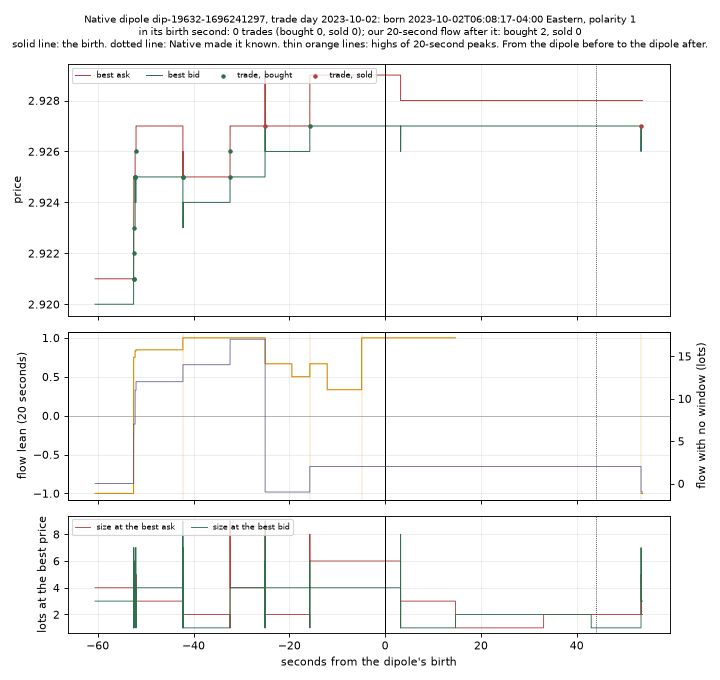 Native dipole dip-19632-1696241297, trade day 2023-10-02: born 2023-10-02T06:08:17-04:00 Eastern, polarity 1
in its birth second: 0 trades (bought 0, sold 0); our 20-second flow after it: bought 2, sold 0
solid line: the birth. dotted line: Native made it known. thin orange lines: highs of 20-second peaks. From the dipole before to the dipole after.
best ask
best bid
trade, bought
trade, sold
2.928
2.926
2.924
2.922
2.920
price
1.0
0.5
0.0
−0.5
−1.0
flow lean (20 seconds)
15
10
5
0
flow with no window (lots)
size at the best ask
size at the best bid
8
6
4
2
lots at the best price
−60
−40
−20
0
20
40
seconds from the dipole's birth